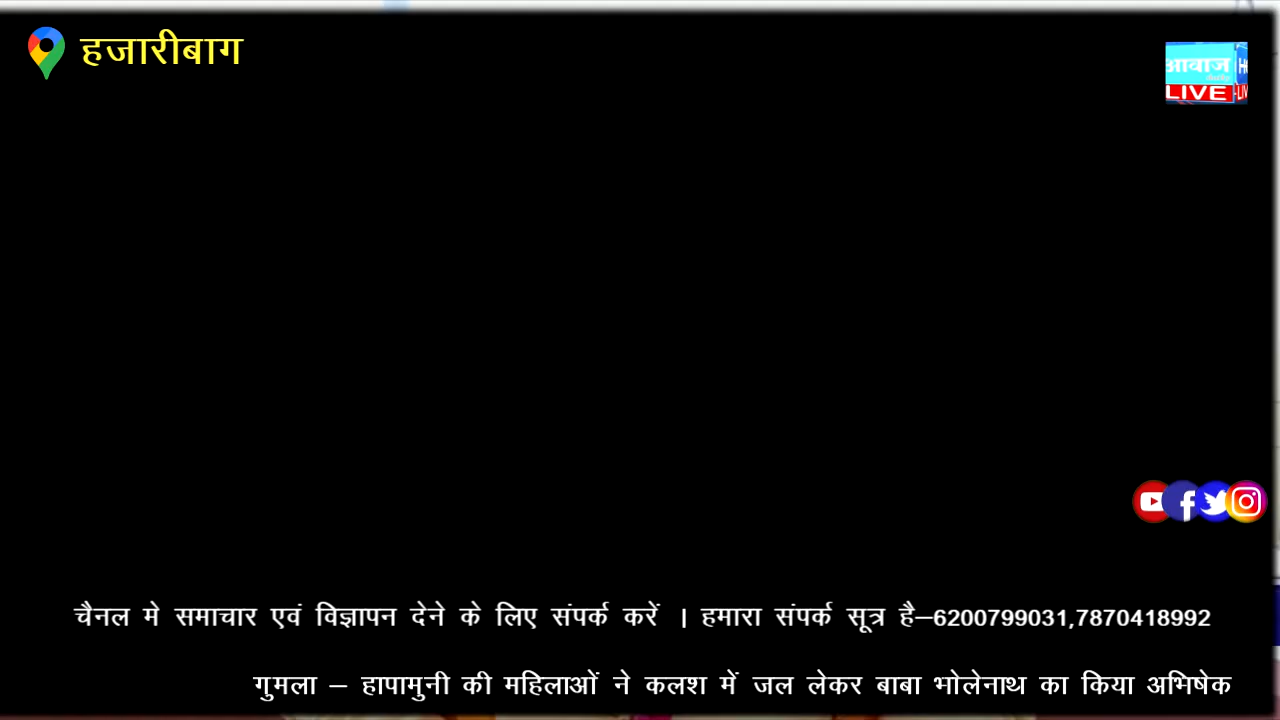 हजारीबाग
आवाज
LIVE
चैनल मे समाचार एवं विज्ञापन देने के लिए संपर्क करें । हमारा संपर्क सूत्र है–6200799031,7870418992
गुमला – हापामुनी की महिलाओं ने कलश में जल लेकर बाबा भोलेनाथ का किया अभिषेक